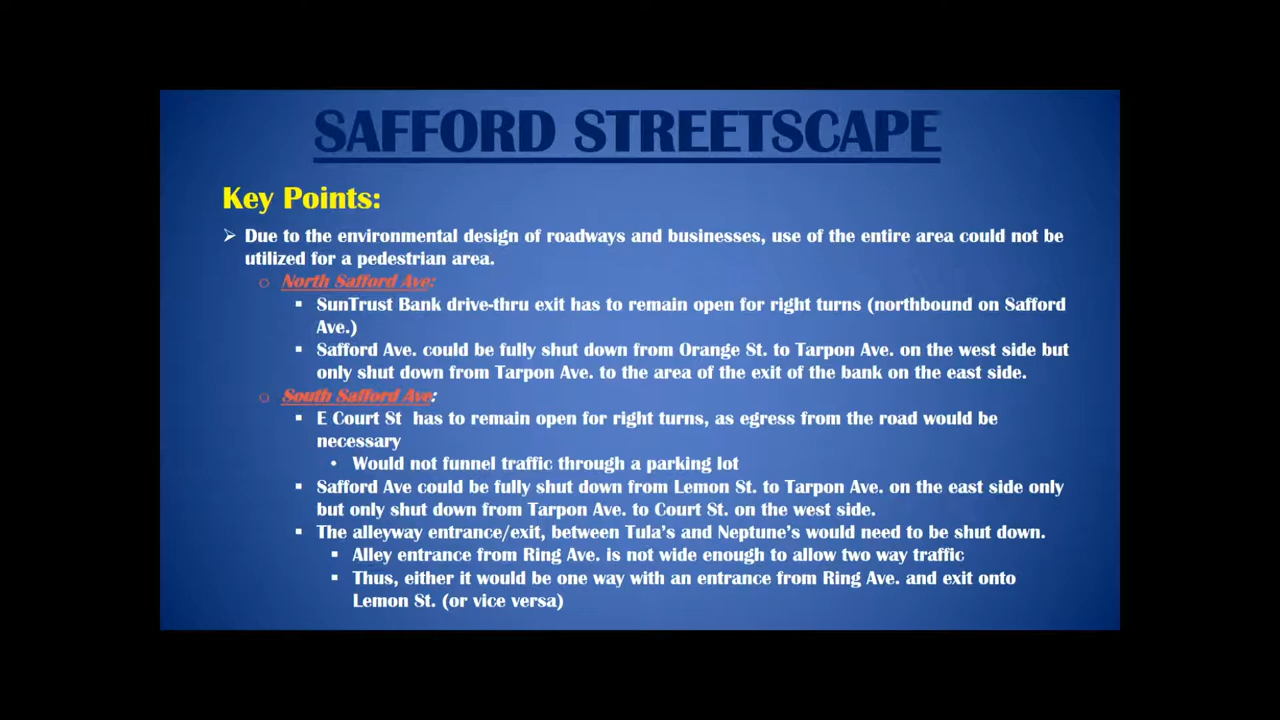 SAFFORD STREETSCAPE
Key Points:
➢ Due to the environmental design of roadways and businesses, use of the entire area could not be
utilized for a pedestrian area.
o North Safford Ave:
▪ SunTrust Bank drive-thru exit has to remain open for right turns (northbound on Safford
Ave.)
▪ Safford Ave. could be fully shut down from Orange St. to Tarpon Ave. on the west side but
only shut down from Tarpon Ave. to the area of the exit of the bank on the east side.
o South Safford Ave:
▪ E Court St has to remain open for right turns, as egress from the road would be
necessary
• Would not funnel traffic through a parking lot
▪ Safford Ave could be fully shut down from Lemon St. to Tarpon Ave. on the east side only
but only shut down from Tarpon Ave. to Court St. on the west side.
▪ The alleyway entrance/exit, between Tula's and Neptune's would need to be shut down.
▪ Alley entrance from Ring Ave. is not wide enough to allow two way traffic
▪ Thus, either it would be one way with an entrance from Ring Ave. and exit onto
Lemon St. (or vice versa)